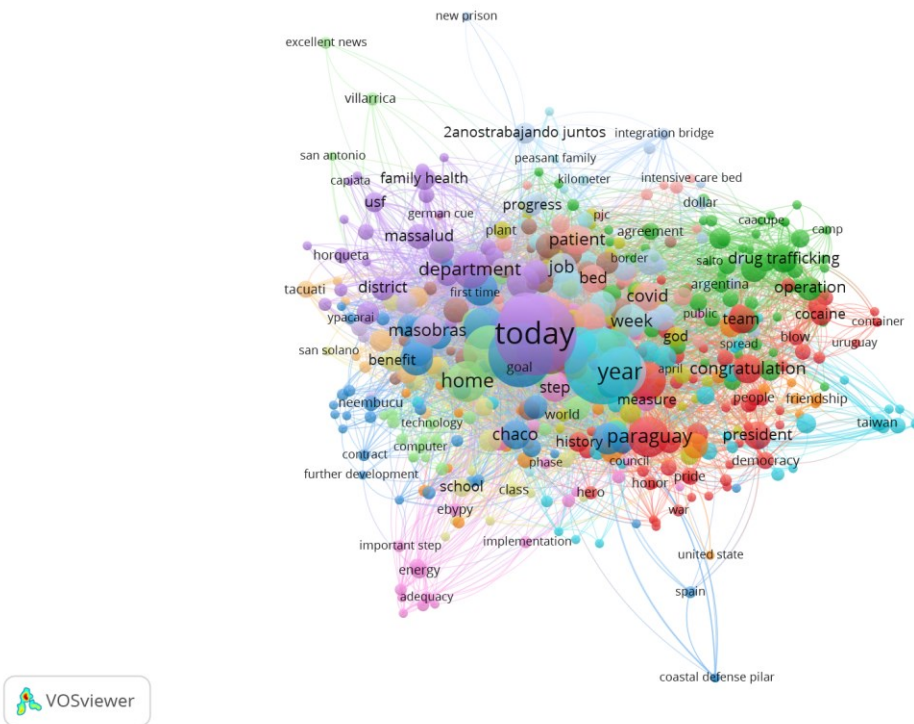 new prison
excellent news
villarrica
2anostrabajando juntos
integration bridge
san antonio
peasant family
capiata
family health
kilometer
intensive care bed
german cue
usf
progress
dollar
pjc
caacupe
massalud
plant
patient
agreement
camp
horqueta
border
salto
drug trafficking
department
job
bed
argentina
operation
tacuati
district
first time
covid
ypacarai
masobras
today
week
public
team
cocaine
container
god
blow
uruguay
san solano
benefit
goal
spread
home
year
april
congratulation
step
measure
people
friendship
neembucu
world
technology
chaco
history
paraguay
president
taiwan
computer
contract
phase
council
democracy
further development
school
class
honor
pride
hero
ebypy
war
important step
implementation
united state
energy
adequacy
spain
coastal defense pilar
VOSviewer